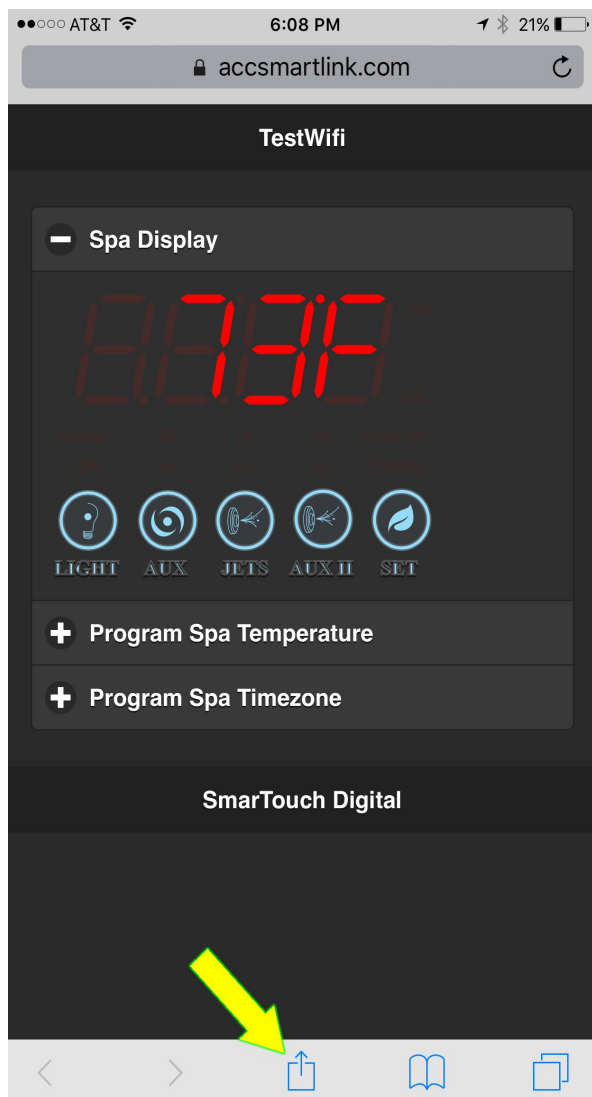 AT&T 6:08 PM 21%
accsmartlink.com
TestWifi
Spa Display
73F
LIGHT AUX JETS AUX II SET
Program Spa Temperature
Program Spa Timezone
SmarTouch Digital